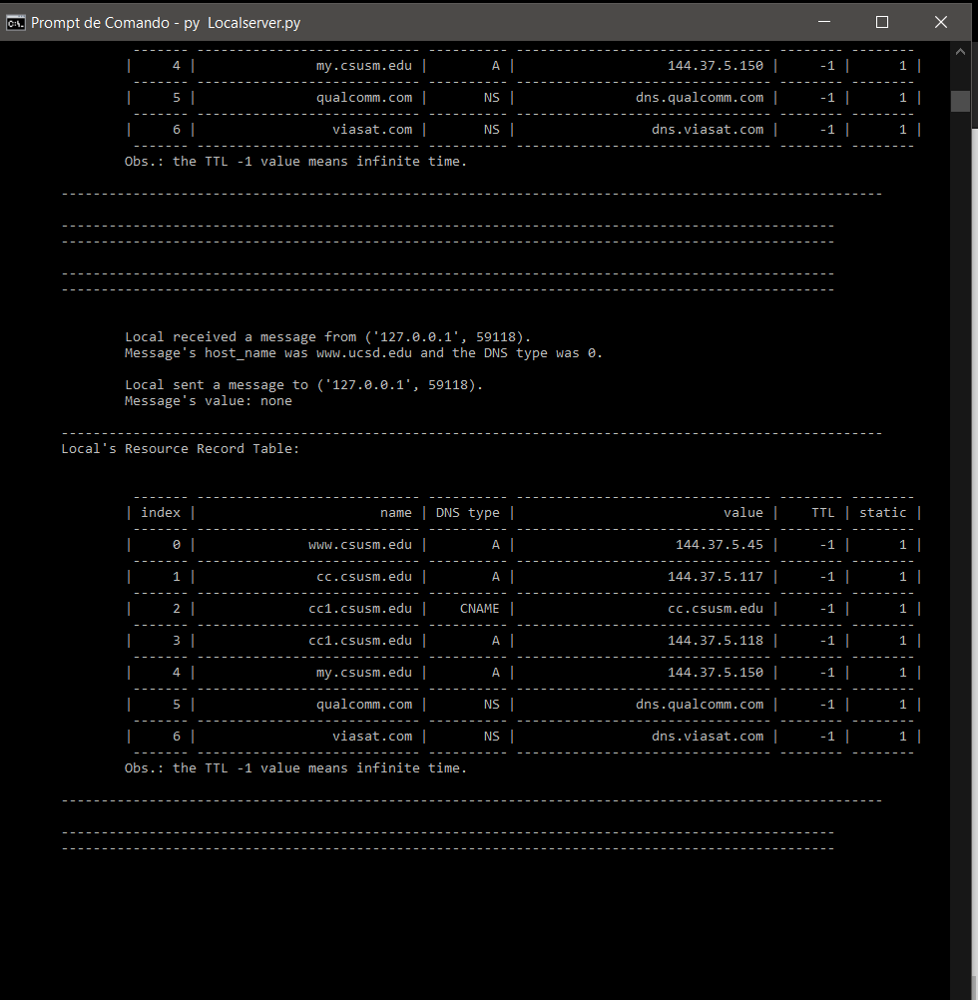 Prompt de Comando - py Localserver.py
| 4 | my.csusm.edu | A | 144.37.5.150 | -1 | 1 |
| 5 | qualcomm.com | NS | dns.qualcomm.com | -1 | 1 |
| 6 | viasat.com | NS | dns.viasat.com | -1 | 1 |
Obs.: the TTL -1 value means infinite time.
Local received a message from ('127.0.0.1', 59118).
Message's host_name was www.ucsd.edu and the DNS type was 0.
Local sent a message to ('127.0.0.1', 59118).
Message's value: none
Local's Resource Record Table:
| index | name | DNS type | value | TTL | static |
| 0 | www.csusm.edu | A | 144.37.5.45 | -1 | 1 |
| 1 | cc.csusm.edu | A | 144.37.5.117 | -1 | 1 |
| 2 | cc1.csusm.edu | CNAME | cc.csusm.edu | -1 | 1 |
| 3 | cc1.csusm.edu | A | 144.37.5.118 | -1 | 1 |
| 4 | my.csusm.edu | A | 144.37.5.150 | -1 | 1 |
| 5 | qualcomm.com | NS | dns.qualcomm.com | -1 | 1 |
| 6 | viasat.com | NS | dns.viasat.com | -1 | 1 |
Obs.: the TTL -1 value means infinite time.